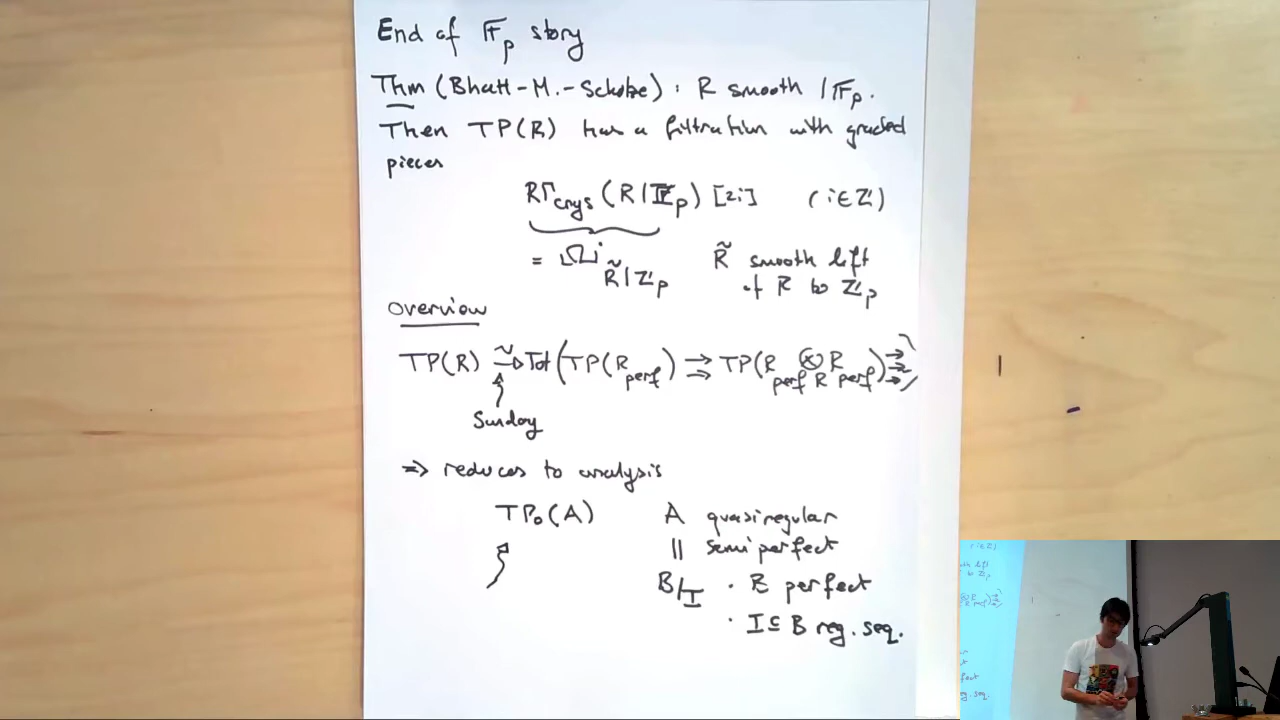 End of 𝔽_p story
Thm (Bhatt-M.-Scholze): R smooth / 𝔽_p.
Then TP(R) has a filtration with graded
pieces
RΓ_crys (R | ℤ_p) [2i] (i∈ℤ)
= Ω^•_{R̃ | ℤ_p} R̃ smooth lift
of R to ℤ_p
Overview
TP(R) ⥲ Tot(TP(R_perf) ⇉ TP(R_perf ⊗_R R_perf) ⇶)
Sunday
⇒ reduces to analysis
TP_0(A) A quasiregular
|| semiperfect
B/I · B perfect
· I ⊆ B reg. seq.